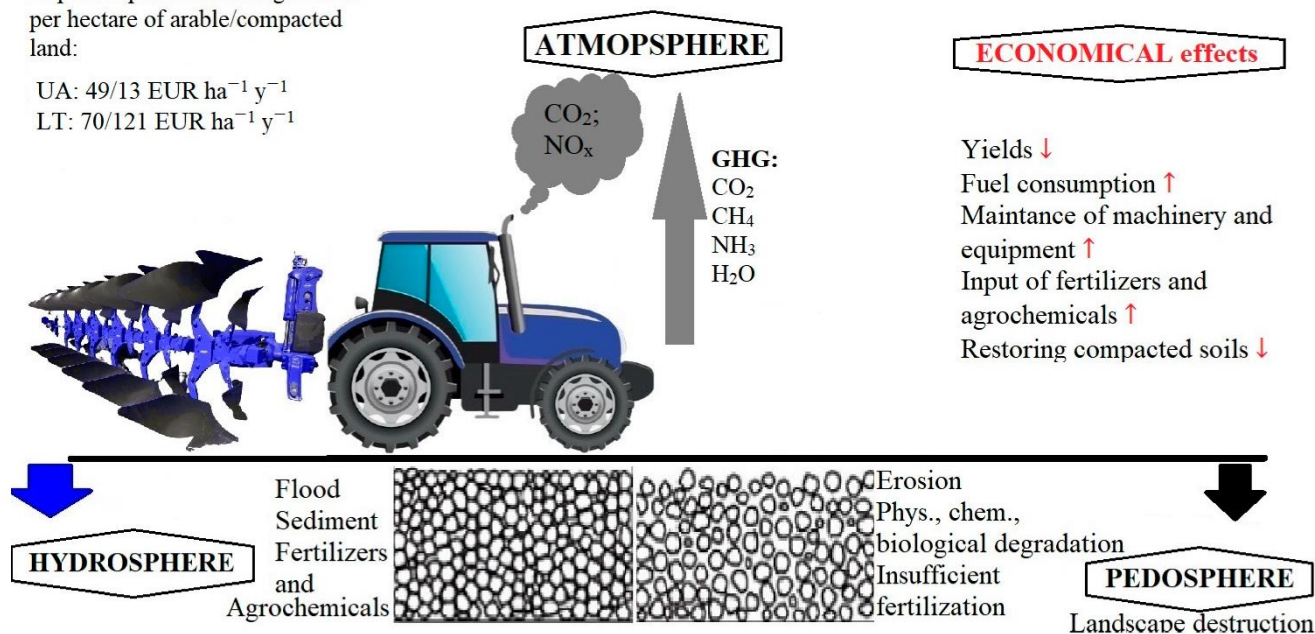 per hectare of arable/compacted
land:
UA: 49/13 EUR ha⁻¹ y⁻¹
LT: 70/121 EUR ha⁻¹ y⁻¹
ATMOPSPHERE
CO₂;
NOₓ
GHG:
CO₂
CH₄
NH₃
H₂O
ECONOMICAL effects
Yields ↓
Fuel consumption ↑
Maintance of machinery and
equipment ↑
Input of fertilizers and
agrochemicals ↑
Restoring compacted soils ↓
HYDROSPHERE
Flood
Sediment
Fertilizers
and
Agrochemicals
Erosion
Phys., chem.,
biological degradation
Insufficient
fertilization
PEDOSPHERE
Landscape destruction